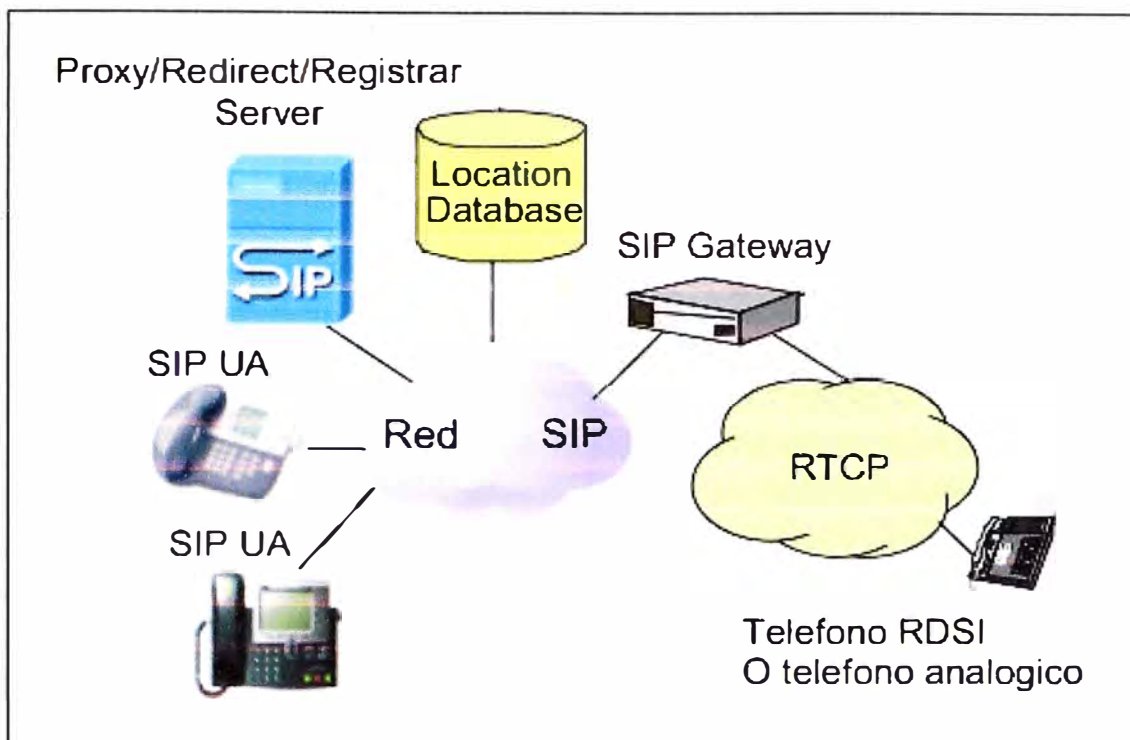 Proxy/Redirect/Registrar
Server
Location
Database
SIP Gateway
SIP
SIP UA
Red SIP
RTCP
SIP UA
Telefono RDSI
O telefono analogico